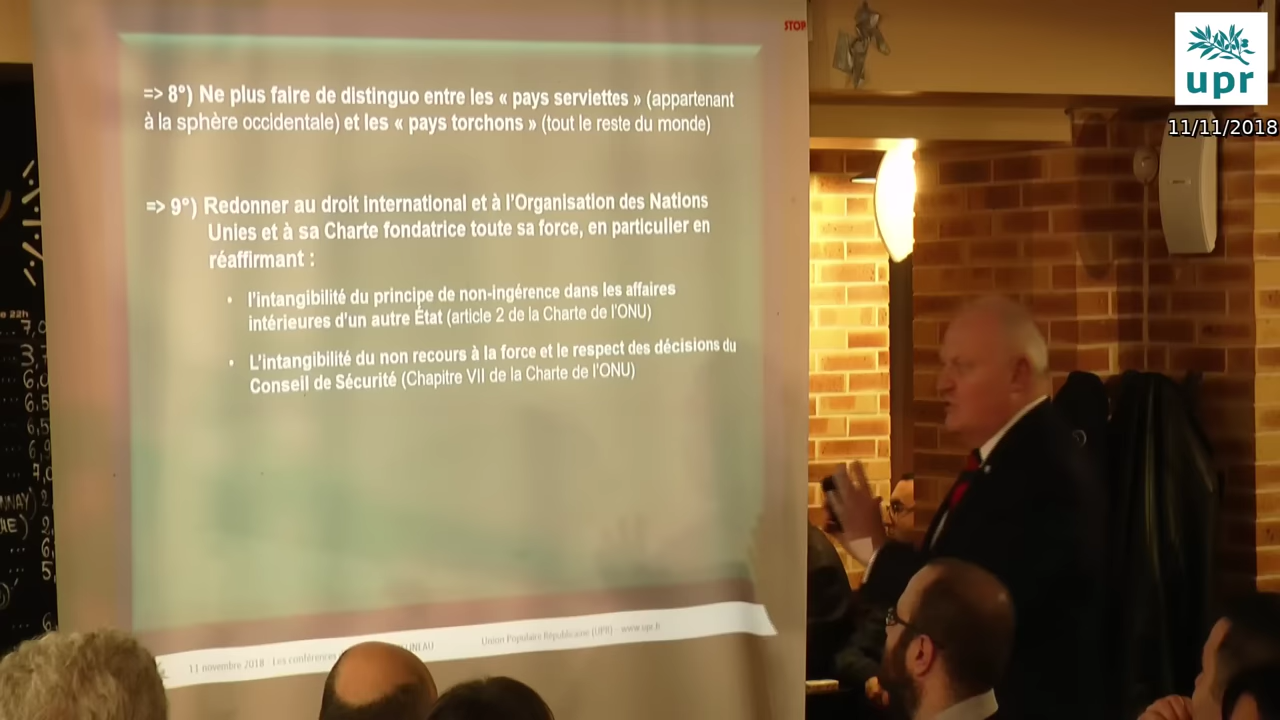 STOP
upr
11/11/2018
=> 8°) Ne plus faire de distinguo entre les « pays serviettes » (appartenant
à la sphère occidentale) et les « pays torchons » (tout le reste du monde)
=> 9°) Redonner au droit international et à l'Organisation des Nations
Unies et à sa Charte fondatrice toute sa force, en particulier en
réaffirmant :
• l'intangibilité du principe de non-ingérence dans les affaires
intérieures d'un autre État (article 2 de la Charte de l'ONU)
• L'intangibilité du non recours à la force et le respect des décisions du
Conseil de Sécurité (Chapitre VII de la Charte de l'ONU)
11 novembre 2018 - Les conférences
Union Populaire Républicaine (UPR) - www.upr.fr
22h
6,5
6,5